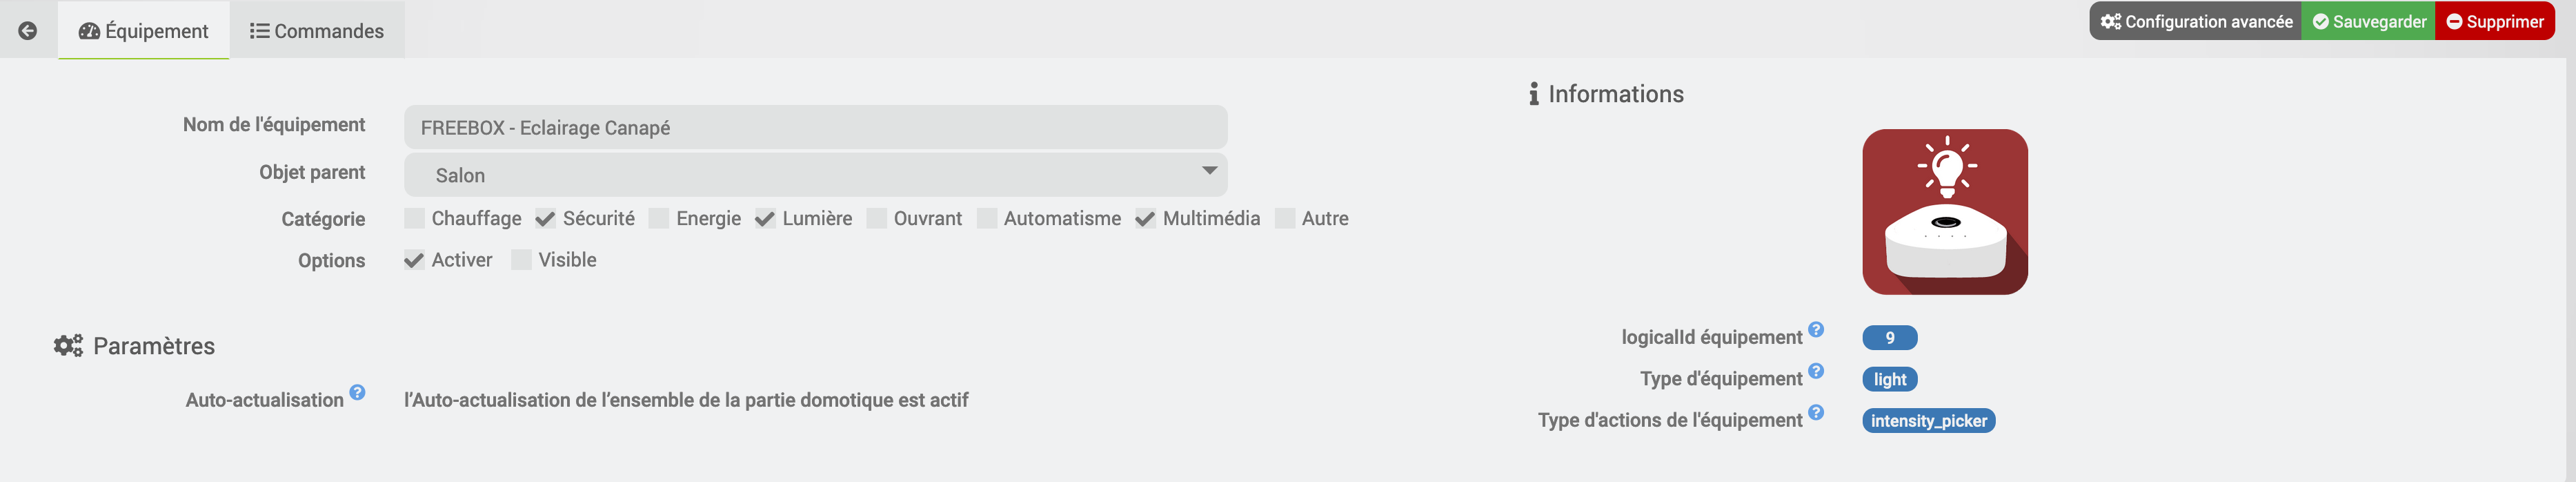 Équipement
Commandes
Configuration avancée
Sauvegarder
Supprimer
Nom de l'équipement
FREEBOX - Eclairage Canapé
Objet parent
Salon
Catégorie
Chauffage Sécurité Energie Lumière Ouvrant Automatisme Multimédia Autre
Options
Activer Visible
Paramètres
Auto-actualisation ?
l’Auto-actualisation de l’ensemble de la partie domotique est actif
Informations
logicalId équipement ? 9
Type d'équipement ? light
Type d'actions de l'équipement ? intensity_picker